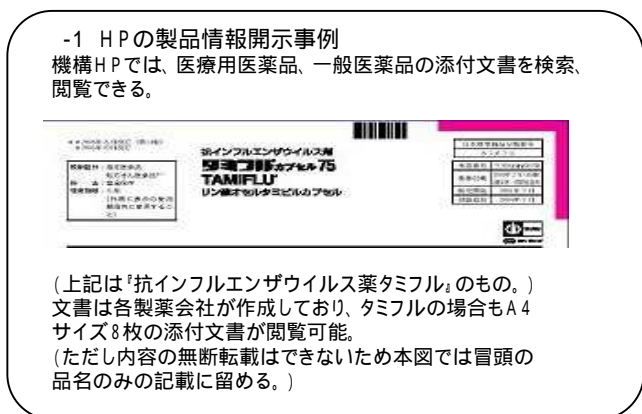 -1 HPの製品情報開示事例
機構HPでは、医療用医薬品、一般医薬品の添付文書を検索、
閲覧できる。
抗インフルエンザウイルス剤
タミフルカプセル75
TAMIFLU
リン酸オセルタミビルカプセル
(上記は『抗インフルエンザウイルス薬タミフル』のもの。)
文書は各製薬会社が作成しており、タミフルの場合もA4
サイズ8枚の添付文書が閲覧可能。
(ただし内容の無断転載はできないため本図では冒頭の
品名のみの記載に留める。)